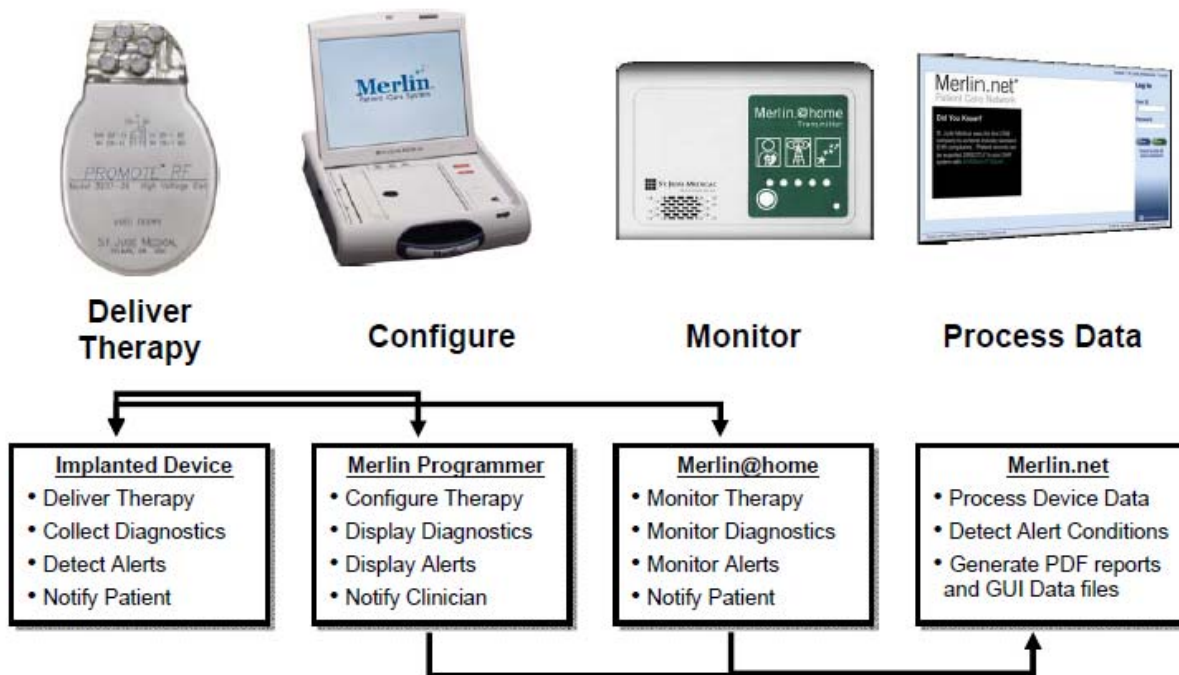 PROMOTE® RF
ST. JUDE MEDICAL
Merlin
Patient Care System
Merlin@home
Transmitter
ST. JUDE MEDICAL
Merlin.net®
Patient Care Network
Did You Know?
Log In
Deliver
Therapy
Configure
Monitor
Process Data
Implanted Device
• Deliver Therapy
• Collect Diagnostics
• Detect Alerts
• Notify Patient
Merlin Programmer
• Configure Therapy
• Display Diagnostics
• Display Alerts
• Notify Clinician
Merlin@home
• Monitor Therapy
• Monitor Diagnostics
• Monitor Alerts
• Notify Patient
Merlin.net
• Process Device Data
• Detect Alert Conditions
• Generate PDF reports
and GUI Data files